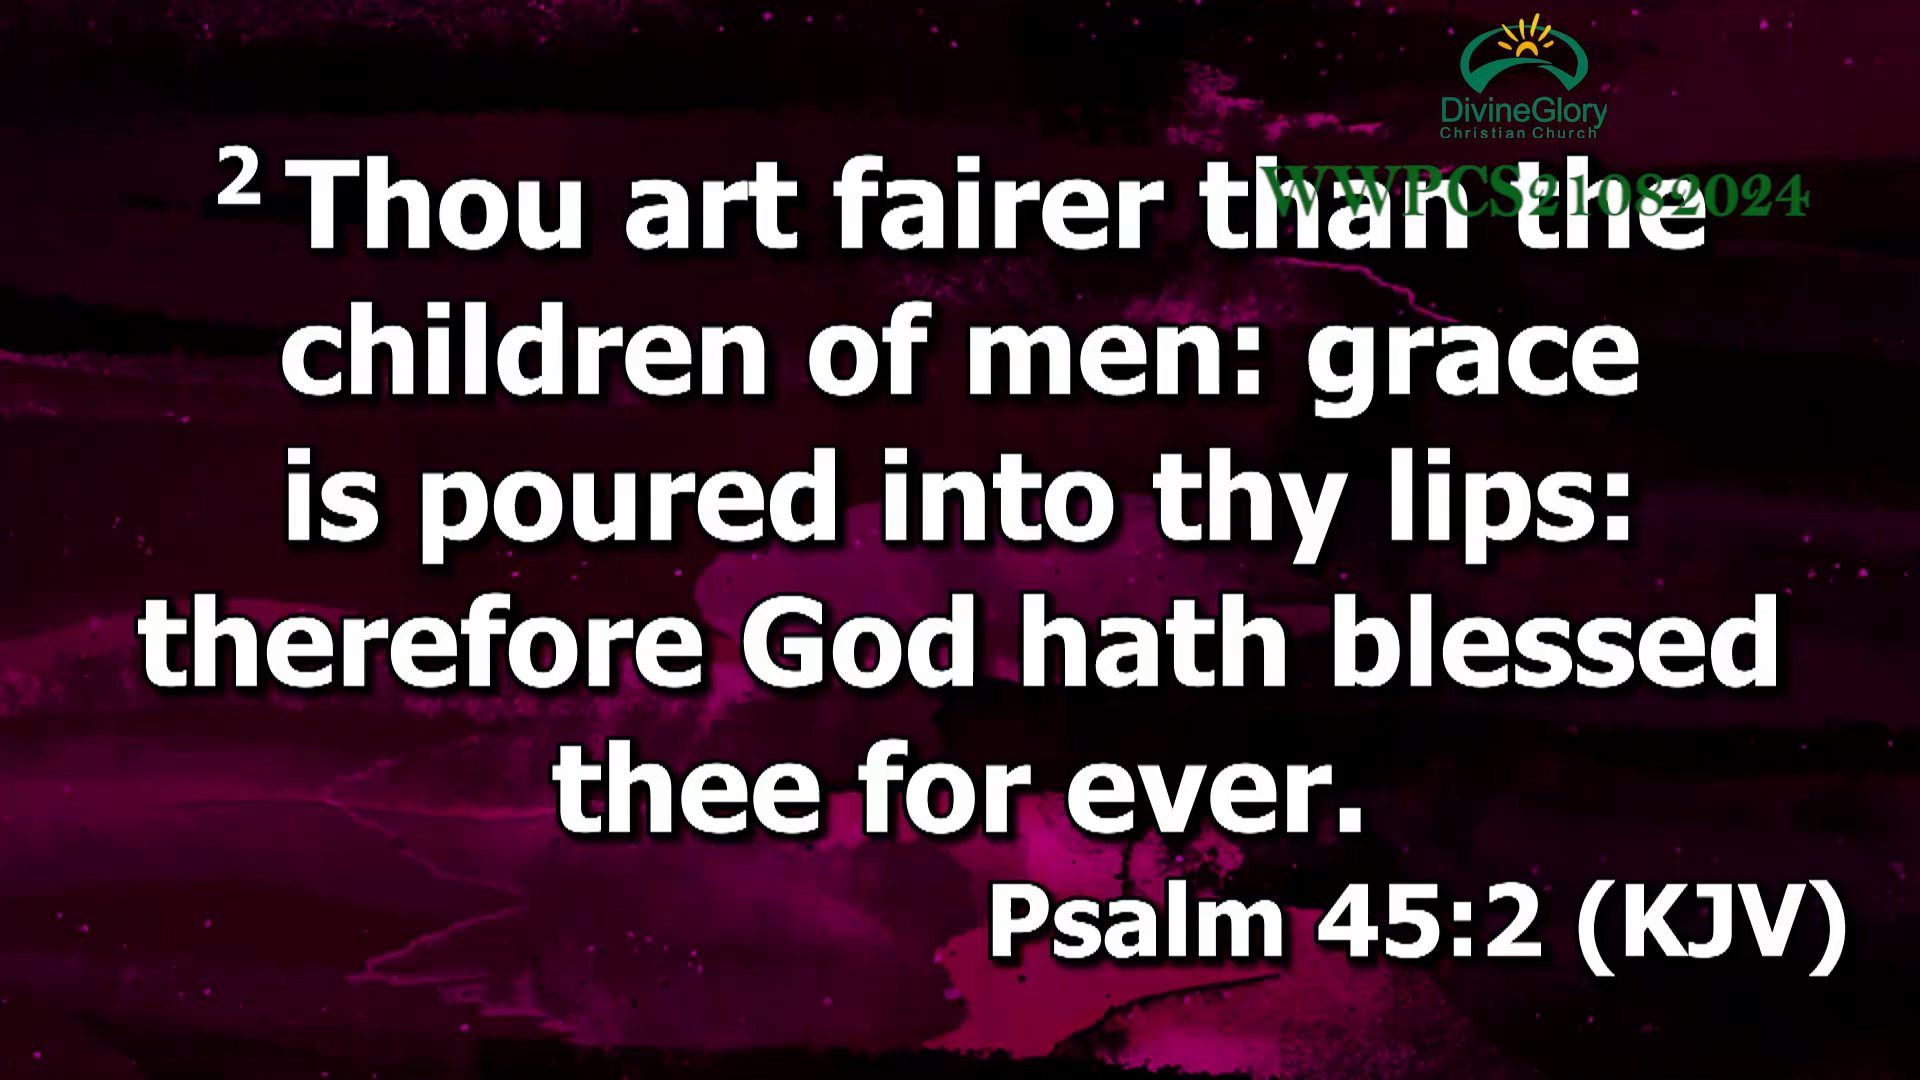 DivineGlory
Christian Church
WWPCS21082024
2 Thou art fairer than the
children of men: grace
is poured into thy lips:
therefore God hath blessed
thee for ever.
Psalm 45:2 (KJV)